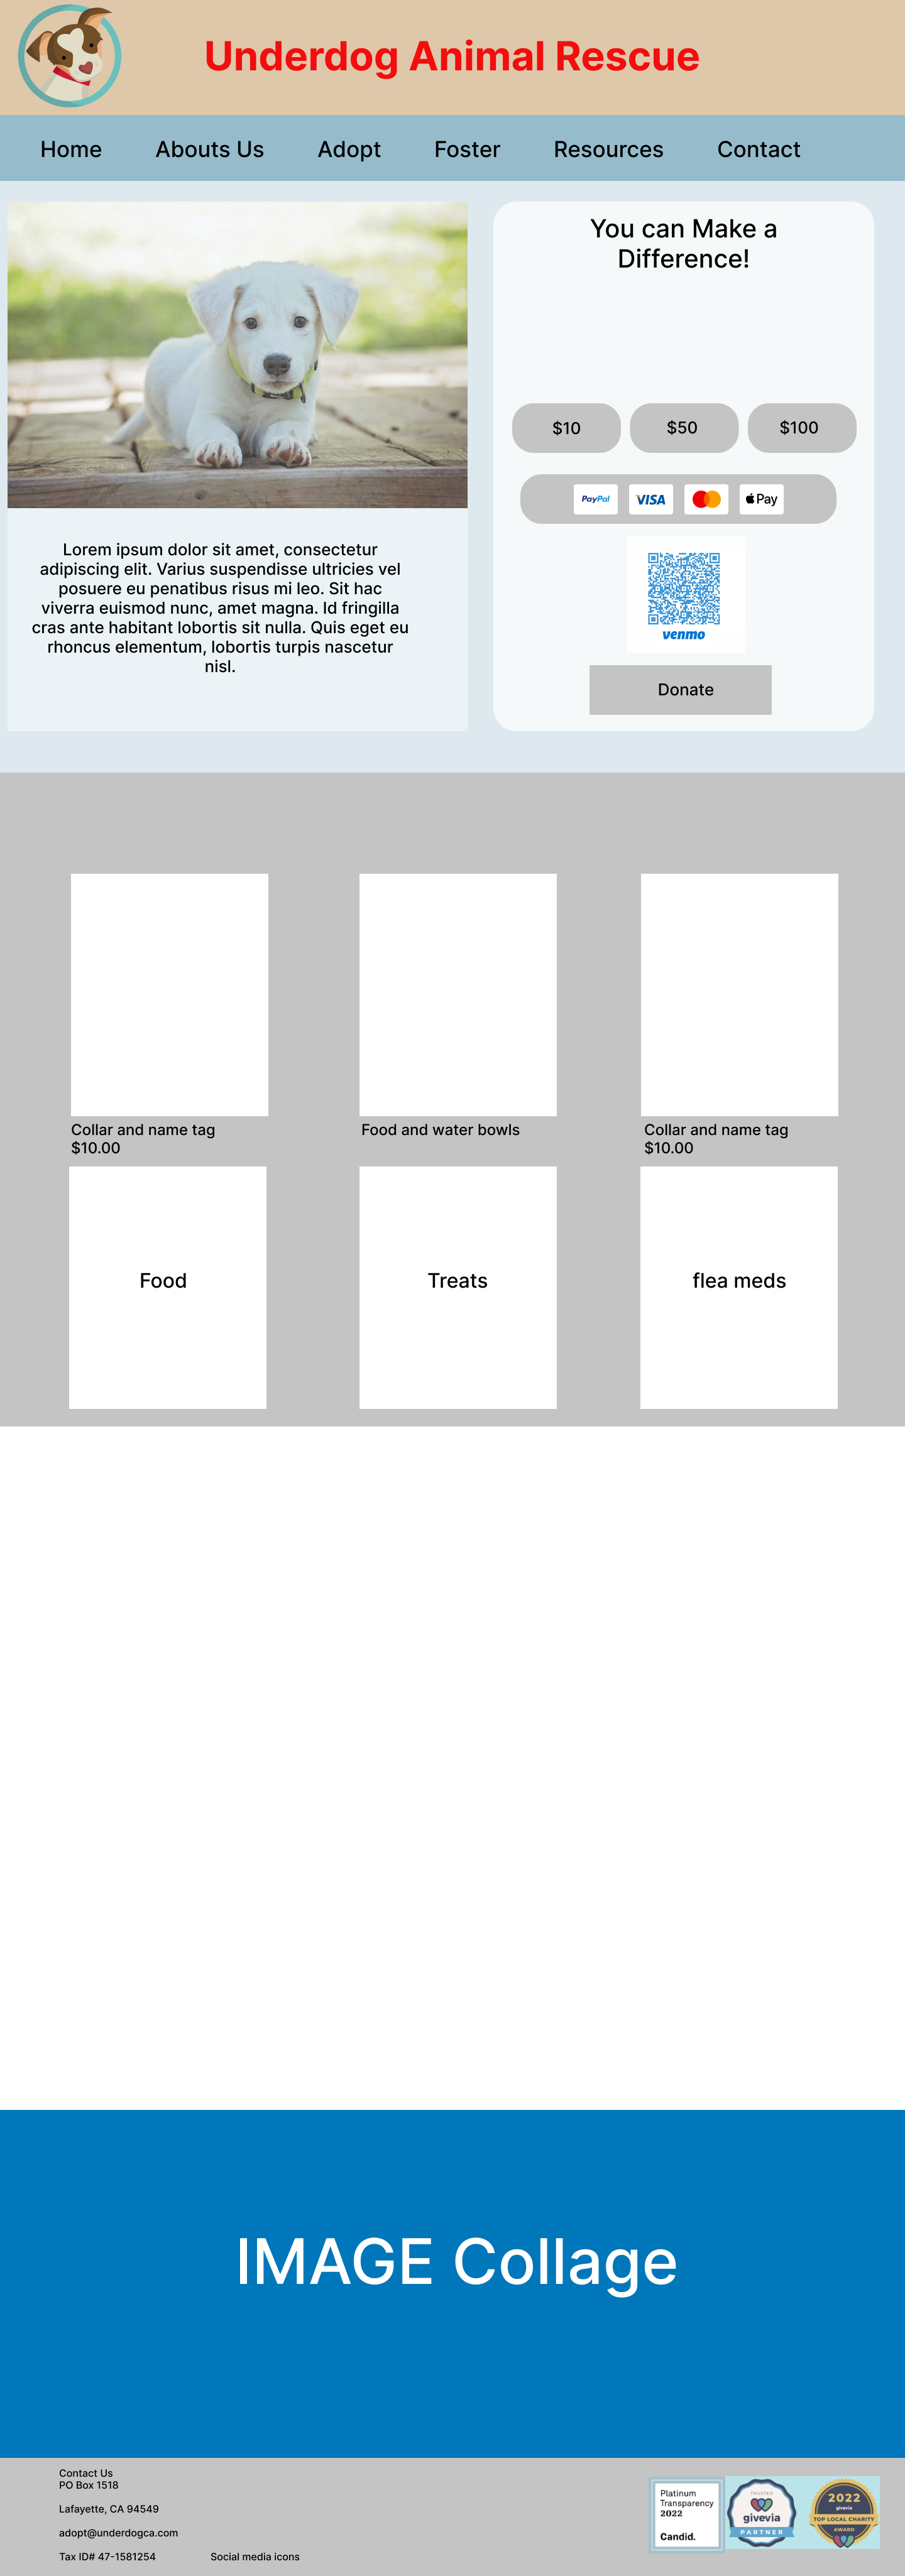 Underdog Animal Rescue
Home Abouts Us Adopt Foster Resources Contact
Lorem ipsum dolor sit amet, consectetur
adipiscing elit. Varius suspendisse ultricies vel
posuere eu penatibus risus mi leo. Sit hac
viverra euismod nunc, amet magna. Id fringilla
cras ante habitant lobortis sit nulla. Quis eget eu
rhoncus elementum, lobortis turpis nascetur
nisl.
You can Make a
Difference!
$10 $50 $100
PayPal VISA Pay
venmo
Donate
Collar and name tag
$10.00
Food and water bowls
Collar and name tag
$10.00
Food Treats flea meds
IMAGE Collage
Contact Us
PO Box 1518
Lafayette, CA 94549
adopt@underdogca.com
Tax ID# 47-1581254
Social media icons
Platinum
Transparency
2022
Candid.
TRUSTED
givevia
PARTNER
2022
givevia
TOP LOCAL CHARITY
AWARD